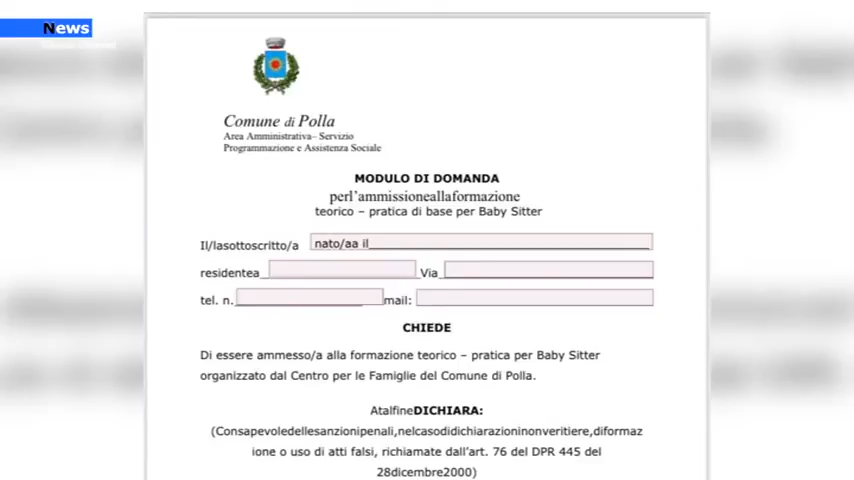 News
Comune di Polla
Area Amministrativa– Servizio
Programmazione e Assistenza Sociale
MODULO DI DOMANDA
perl’ammissioneallaformazione
teorico – pratica di base per Baby Sitter
Il/lasottoscritto/a nato/aa il
residentea Via
tel. n. mail:
CHIEDE
Di essere ammesso/a alla formazione teorico – pratica per Baby Sitter
organizzato dal Centro per le Famiglie del Comune di Polla.
AtalfineDICHIARA:
(Consapevoledellesanzionipenali,nelcasodidichiarazioninonveritiere,diformaz
ione o uso di atti falsi, richiamate dall’art. 76 del DPR 445 del
28dicembre2000)